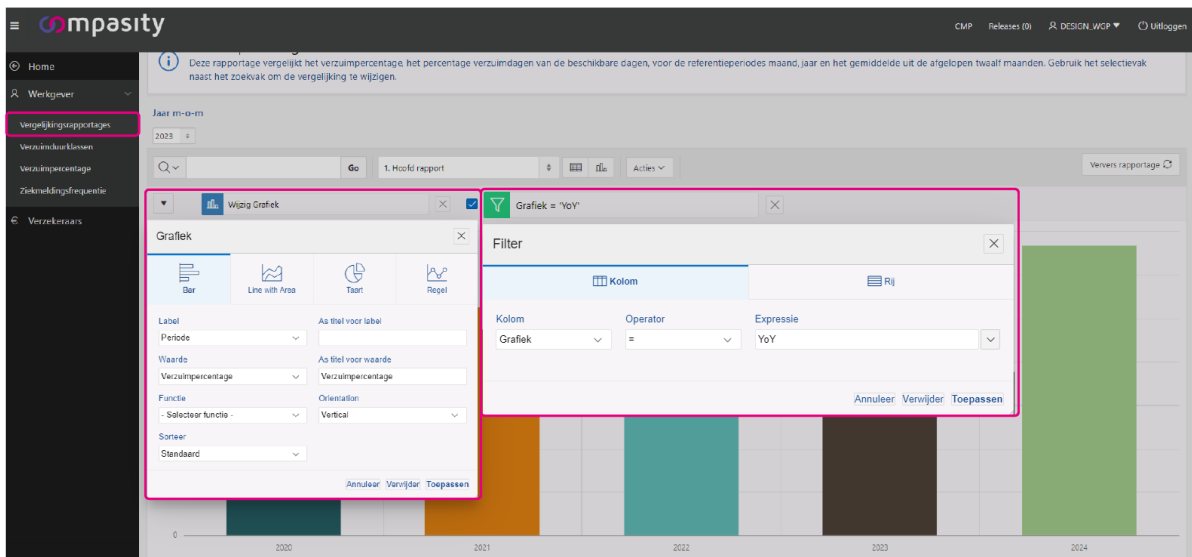 compasity
CMP Releases (0) DESIGN_WGP Uitloggen
Home
Werkgever
Vergelijkingsrapportages
Verzuimduurklassen
Verzuimpercentage
Ziekmeldingsfrequentie
€ Verzekeraars
Deze rapportage vergelijkt het verzuimpercentage, het percentage verzuimdagen van de beschikbare dagen, voor de referentieperiodes maand, jaar en het gemiddelde uit de afgelopen twaalf maanden. Gebruik het selectievak
naast het zoekvak om de vergelijking te wijzigen.
Jaar m-o-m
2023
Go 1. Hoofd rapport Acties Ververs rapportage
Wijzig Grafiek
Grafiek
Bar Line with Area Taart Regel
Label As titel voor label
Periode
Waarde As titel voor waarde
Verzuimpercentage Verzuimpercentage
Functie Orientation
- Selecteer functie - Vertical
Sorteer
Standaard
Annuleer Verwijder Toepassen
Grafiek = 'YoY'
Filter
Kolom Rij
Kolom Operator Expressie
Grafiek = YoY
Annuleer Verwijder Toepassen
0
2020 2021 2022 2023 2024